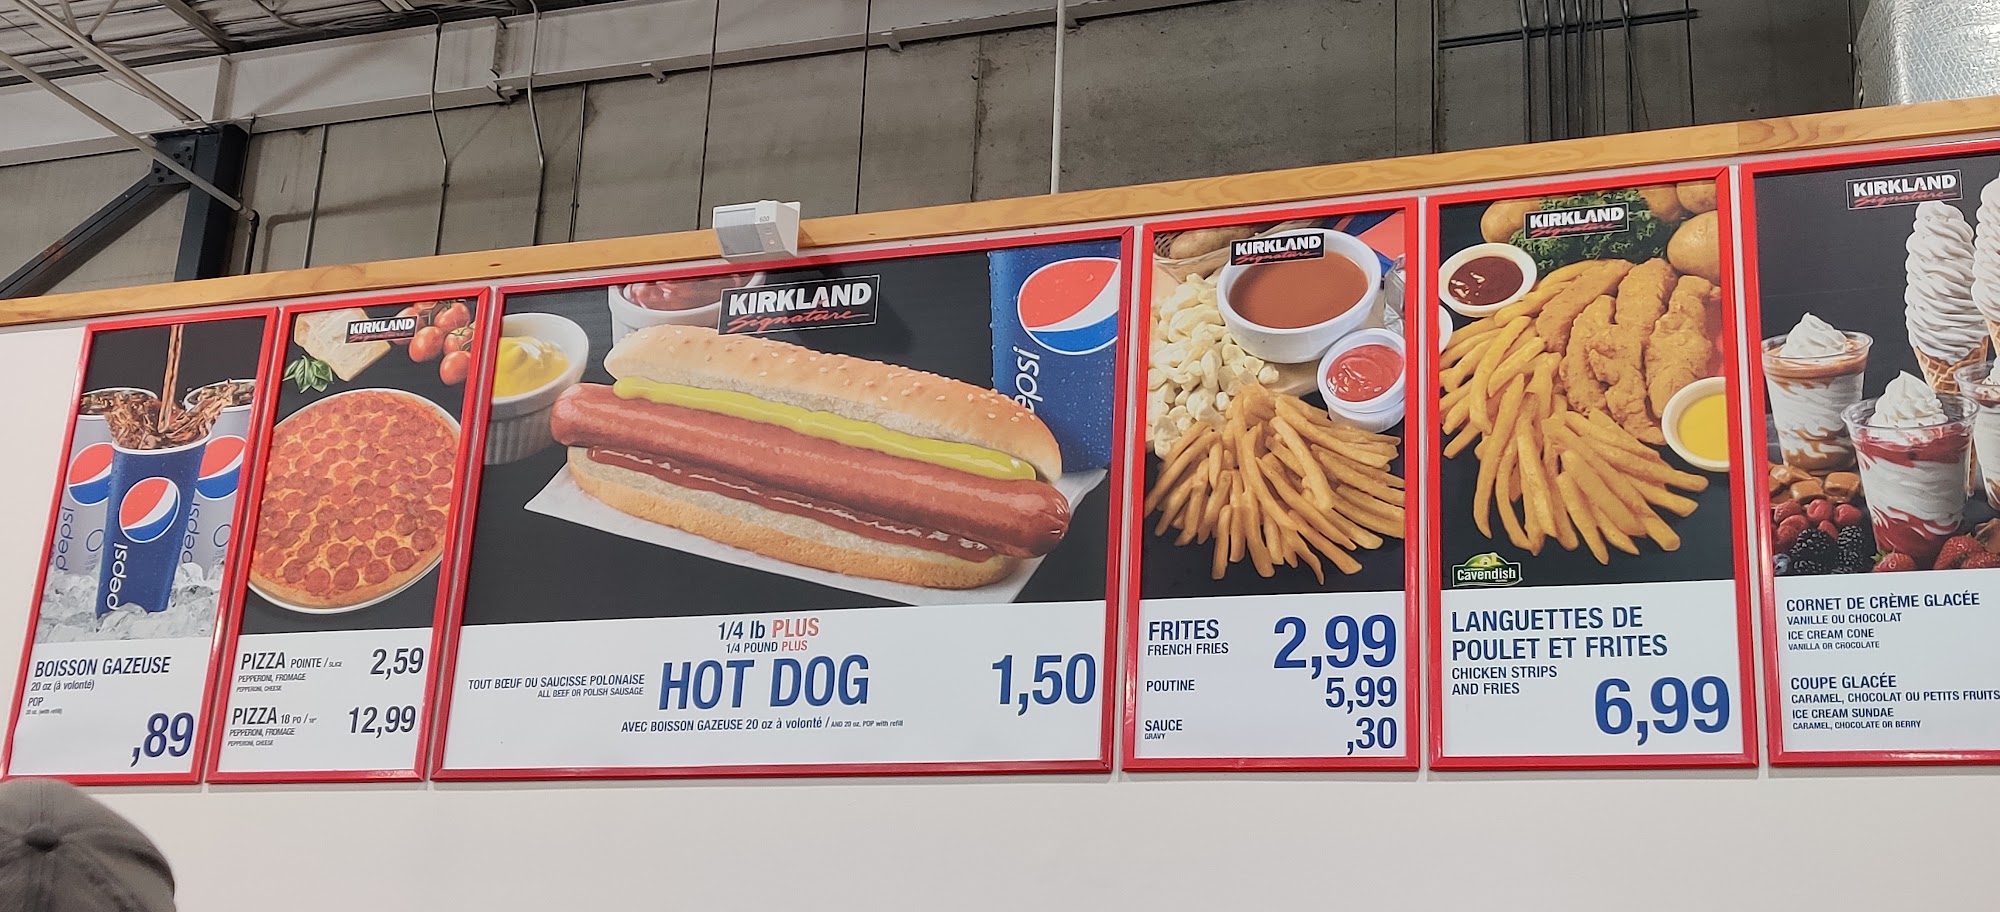 pepsi
pepsi
pepsi
BOISSON GAZEUSE
20 oz (à volonté)
POP
20 oz. (with refill)
,89
KIRKLAND
Signature
PIZZA POINTE / SLICE
PEPPERONI, FROMAGE
PEPPERONI, CHEESE
2,59
PIZZA 18 PO / 18"
PEPPERONI, FROMAGE
PEPPERONI, CHEESE
12,99
KIRKLAND
Signature
epsi
1/4 lb PLUS
1/4 POUND PLUS
TOUT BŒUF OU SAUCISSE POLONAISE
ALL BEEF OR POLISH SAUSAGE
HOT DOG
1,50
AVEC BOISSON GAZEUSE 20 oz à volonté / AND 20 oz. POP with refill
KIRKLAND
Signature
FRITES
FRENCH FRIES
2,99
POUTINE
5,99
SAUCE
GRAVY
,30
KIRKLAND
Signature
Cavendish
LANGUETTES DE
POULET ET FRITES
CHICKEN STRIPS
AND FRIES
6,99
KIRKLAND
Signature
CORNET DE CRÈME GLACÉE
VANILLE OU CHOCOLAT
ICE CREAM CONE
VANILLA OR CHOCOLATE
COUPE GLACÉE
CARAMEL, CHOCOLAT OU PETITS FRUITS
ICE CREAM SUNDAE
CARAMEL, CHOCOLATE OR BERRY